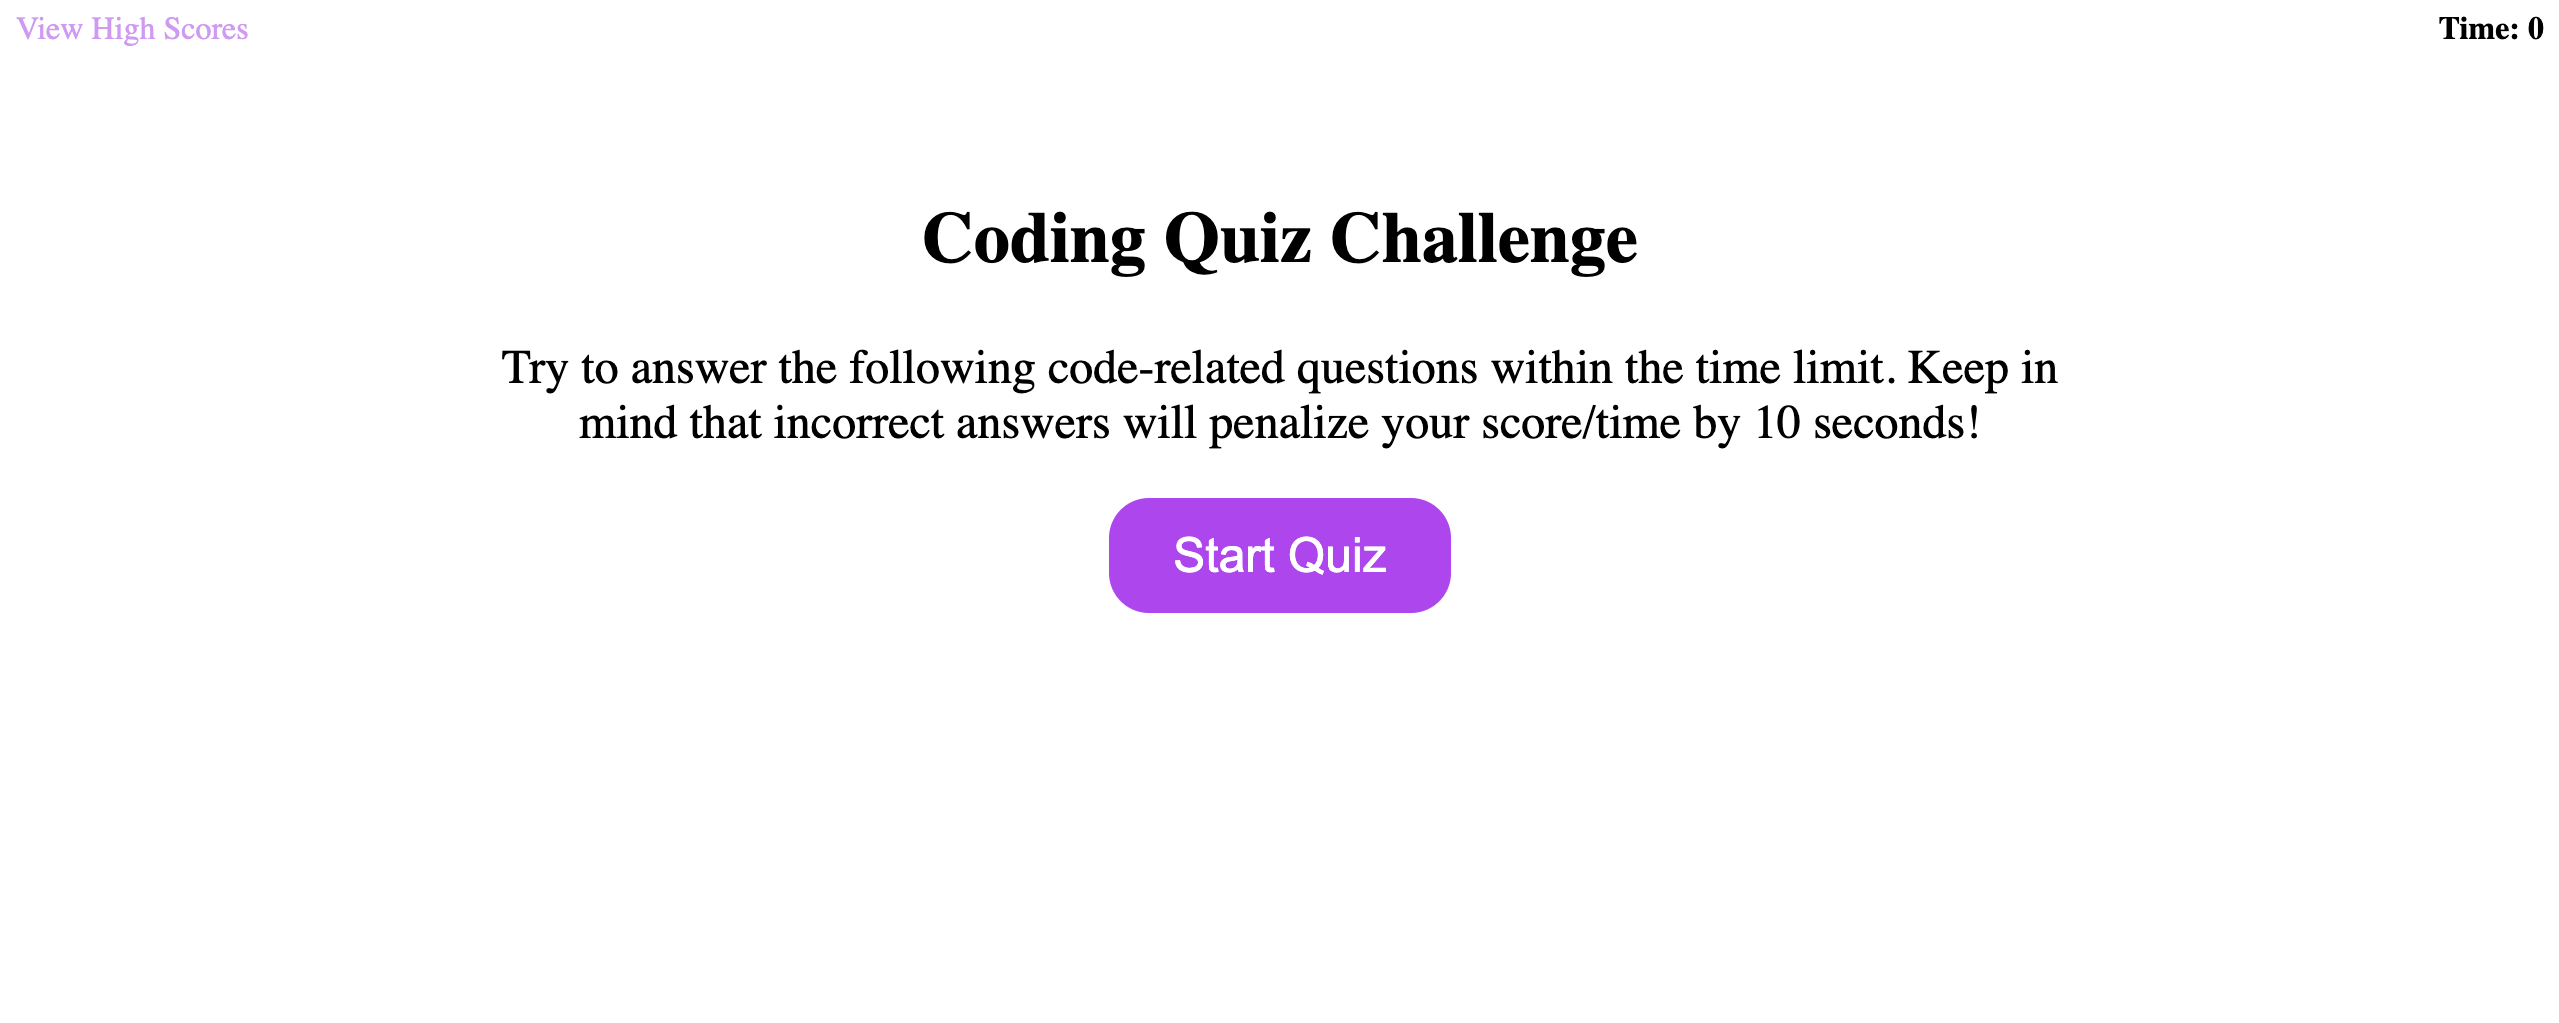 View High Scores
Time: 0
Coding Quiz Challenge
Try to answer the following code-related questions within the time limit. Keep in
mind that incorrect answers will penalize your score/time by 10 seconds!
Start Quiz